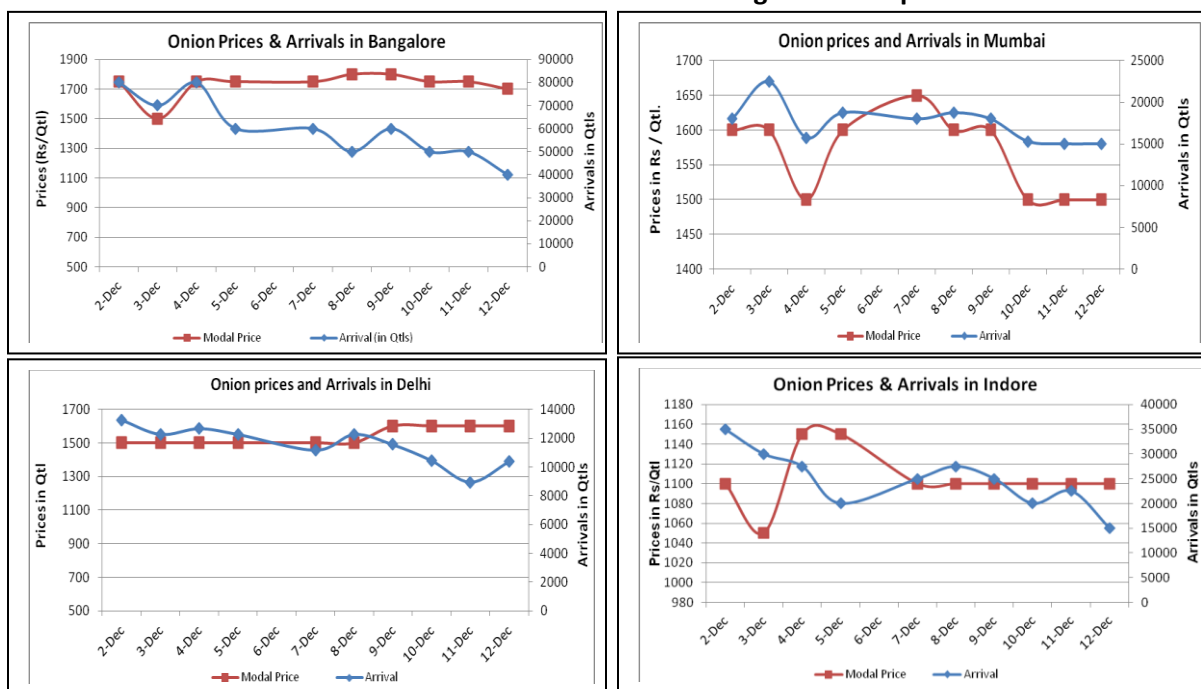 Onion Prices & Arrivals in Bangalore
Prices (Rs/Qtl)
1900
1700
1500
1300
1100
900
700
500
90000
80000
70000
60000
50000
40000
30000
20000
10000
0
Arrivals in Qtls
2-Dec
3-Dec
4-Dec
5-Dec
6-Dec
7-Dec
8-Dec
9-Dec
10-Dec
11-Dec
12-Dec
Modal Price
Arrival (in Qtls)
Onion prices and Arrivals in Mumbai
Prices in Rs / Qtl.
1700
1650
1600
1550
1500
1450
1400
25000
20000
15000
10000
5000
0
Arrivals in Qtls
2-Dec
3-Dec
4-Dec
5-Dec
6-Dec
7-Dec
8-Dec
9-Dec
10-Dec
11-Dec
12-Dec
Modal Price
Arrival
Onion prices and Arrivals in Delhi
Prices in Qtl
1700
1500
1300
1100
900
700
500
14000
12000
10000
8000
6000
4000
2000
0
Arrivals in Qtls
2-Dec
3-Dec
4-Dec
5-Dec
6-Dec
7-Dec
8-Dec
9-Dec
10-Dec
11-Dec
12-Dec
Modal Price
Arrival
Onion Prices & Arrivals in Indore
Prices in Rs/Qtl
1180
1160
1140
1120
1100
1080
1060
1040
1020
1000
980
40000
35000
30000
25000
20000
15000
10000
5000
0
Arrivals in Qtls
2-Dec
3-Dec
4-Dec
5-Dec
6-Dec
7-Dec
8-Dec
9-Dec
10-Dec
11-Dec
12-Dec
Modal Price
Arrival